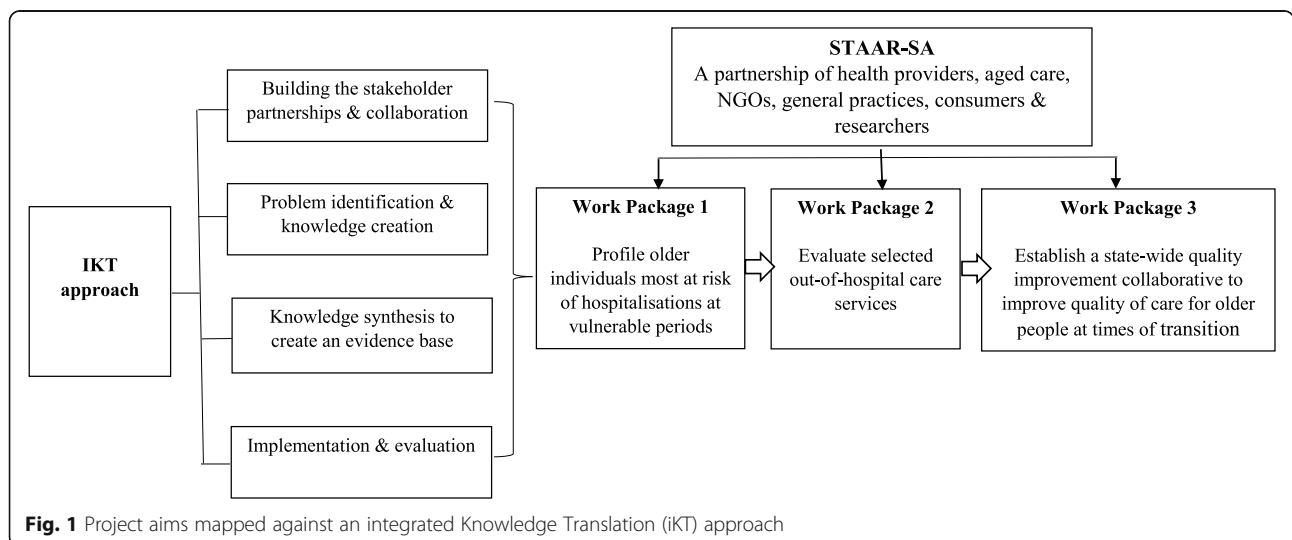 STAAR-SA
A partnership of health providers, aged care,
NGOs, general practices, consumers &
researchers
Building the stakeholder
partnerships & collaboration
Problem identification &
knowledge creation
IKT
approach
Knowledge synthesis to
create an evidence base
Implementation & evaluation
Work Package 1
Profile older
individuals most at risk
of hospitalisations at
vulnerable periods
Work Package 2
Evaluate selected
out-of-hospital care
services
Work Package 3
Establish a state-wide quality
improvement collaborative to
improve quality of care for older
people at times of transition
Fig. 1 Project aims mapped against an integrated Knowledge Translation (iKT) approach